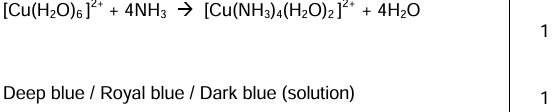 [Cu(H₂O)₆]²⁺ + 4NH₃ → [Cu(NH₃)₄(H₂O)₂]²⁺ + 4H₂O
1
Deep blue / Royal blue / Dark blue (solution)
1